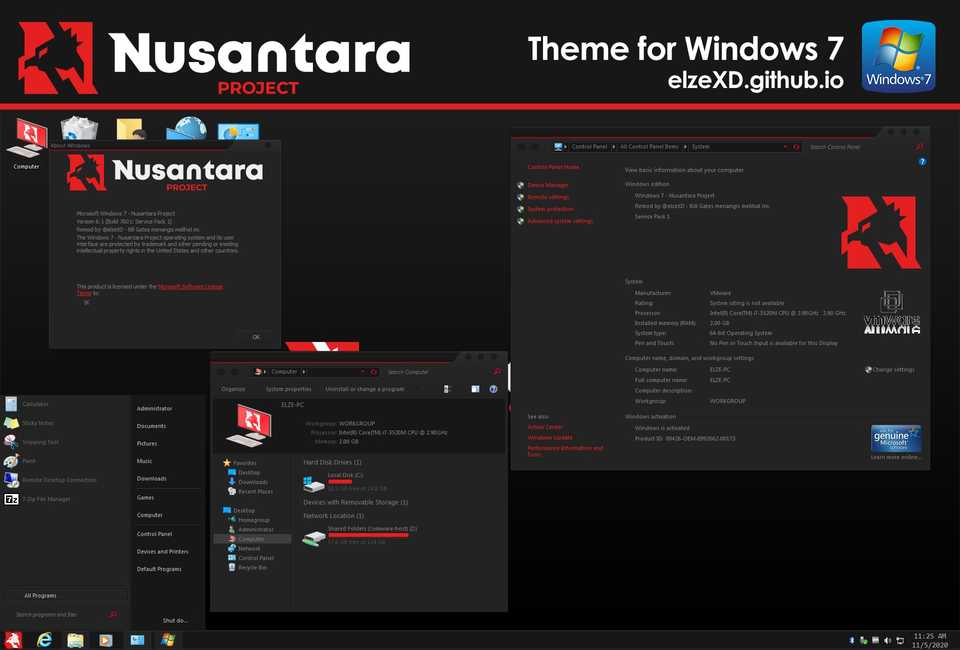 Nusantara
PROJECT
Theme for Windows 7
elzeXD.github.io
Windows 7
Computer
About Windows
Nusantara
PROJECT
Microsoft Windows 7 - Nusantara Project
Version 6.1 (Build 7601: Service Pack 1)
Remod by @elzeXD - Bill Gates menangis melihat ini.
The Windows 7 - Nusantara Project operating system and its user
interface are protected by trademark and other pending or existing
intellectual property rights in the United States and other countries.
This product is licensed under the Microsoft Software License
Terms to:
OK
Control Panel
All Control Panel Items
System
Search Control Panel
Control Panel Home
Device Manager
Remote settings
System protection
Advanced system settings
View basic information about your computer
Windows edition
Windows 7 - Nusantara Project
Remod by @elzeXD - Bill Gates menangis melihat ini.
Service Pack 1
System
Manufacturer: VMware
Rating: System rating is not available
Processor: Intel(R) Core(TM) i7-3520M CPU @ 2.90GHz 2.90 GHz
Installed memory (RAM): 2.00 GB
System type: 64-bit Operating System
Pen and Touch: No Pen or Touch Input is available for this Display
vmware
Computer name, domain, and workgroup settings
Computer name: ELZE-PC
Full computer name: ELZE-PC
Computer description:
Workgroup: WORKGROUP
Change settings
Windows activation
Windows is activated
genuine
Microsoft
software
Learn more online...
See also
Action Center
Windows Update
Performance Information and
Tools
Computer
Search Computer
Organize
System properties
Uninstall or change a program
ELZE-PC
Workgroup: WORKGROUP
Processor: Intel(R) Core(TM) i7-3520M CPU @ 2.90GHz
Memory: 2.00 GB
Favorites
Desktop
Downloads
Recent Places
Desktop
Homegroup
Administrator
Computer
Network
Control Panel
Recycle Bin
Hard Disk Drives (1)
Local Disk (C:)
Devices with Removable Storage (1)
Network Location (1)
Shared Folders (\\vmware-host) (Z:)
Calculator
Sticky Notes
Snipping Tool
Paint
Remote Desktop Connection
7-Zip File Manager
All Programs
Search programs and files
Administrator
Documents
Pictures
Music
Downloads
Games
Computer
Control Panel
Devices and Printers
Default Programs
Shut do...
11:25 AM
11/5/2020